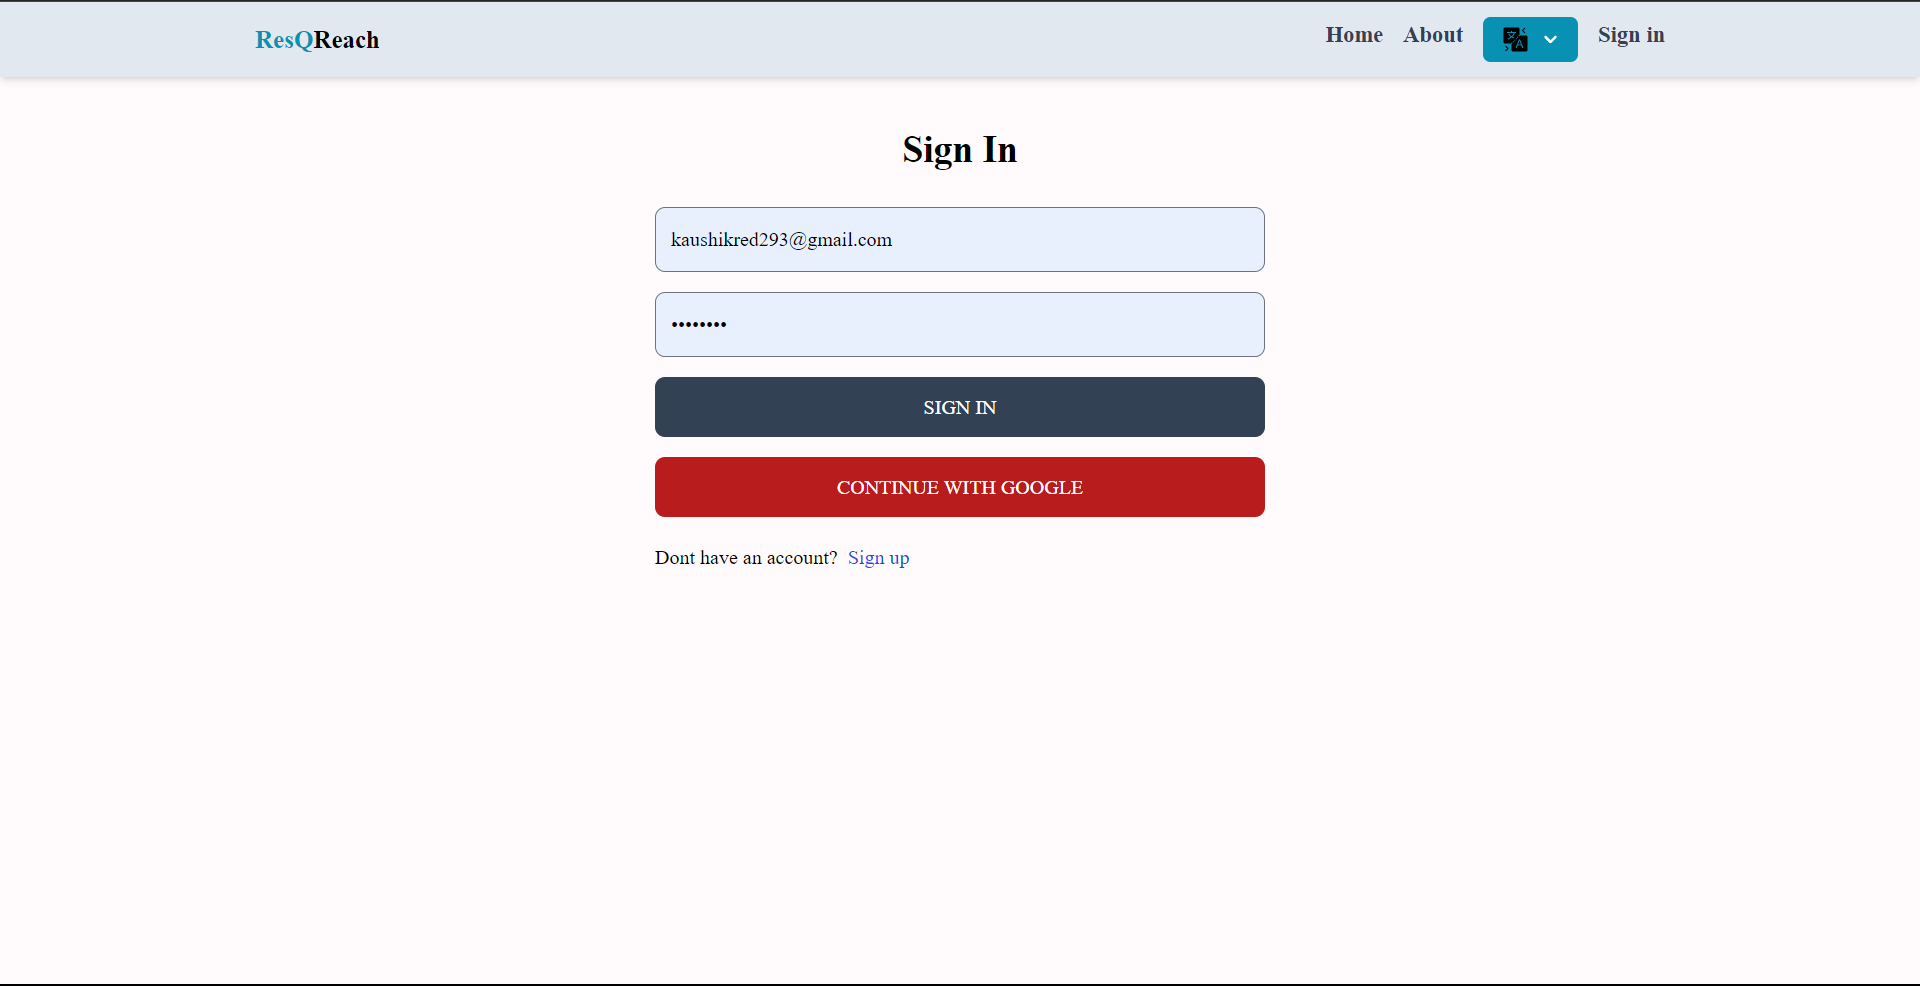 ResQReach
Home About Sign in
Sign In
kaushikred293@gmail.com
••••••••
SIGN IN
CONTINUE WITH GOOGLE
Dont have an account? Sign up